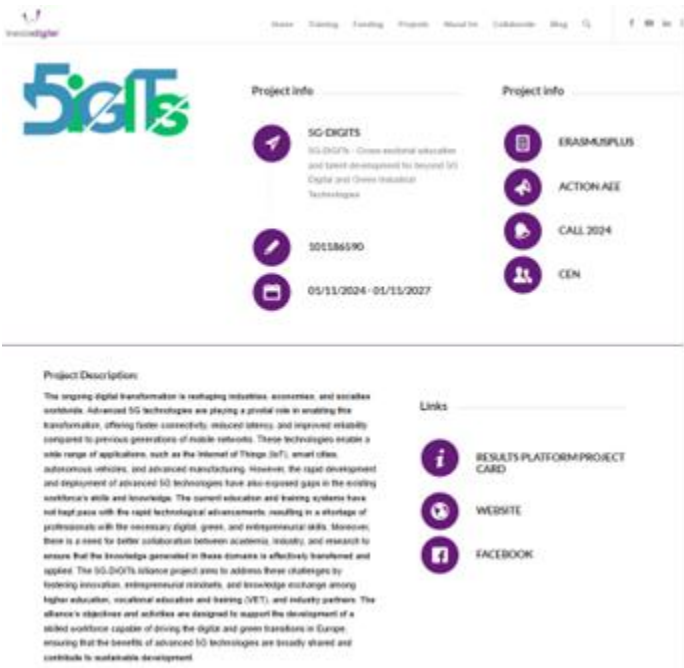 Home Training Funding Projects About Us Collaborate Blog
5iGITs
Project info
5G-DIGITS
5G-DIGITs - Cross-sectorial education
and talent development for beyond 5G
Digital and Green Industrial
Technologies
101186590
01/11/2024 - 01/11/2027
Project info
ERASMUSPLUS
ACTION AEE
CALL 2024
CEN
Project Description:
The ongoing digital transformation is reshaping industries, economies, and societies
worldwide. Advanced 5G technologies are playing a pivotal role in enabling this
transformation, offering faster connectivity, reduced latency, and improved reliability
compared to previous generations of mobile networks. These technologies enable a
wide range of applications, such as the Internet of Things (IoT), smart cities,
autonomous vehicles, and advanced manufacturing. However, the rapid development
and deployment of advanced 5G technologies have also exposed gaps in the existing
workforce's skills and knowledge. The current education and training systems have
not kept pace with the rapid technological advancements, resulting in a shortage of
professionals with the necessary digital, green, and entrepreneurial skills. Moreover,
there is a need for better collaboration between academia, industry, and research to
ensure that the knowledge generated in these domains is effectively transferred and
applied. The 5G-DIGITs Alliance project aims to address these challenges by
fostering innovation, entrepreneurial mindsets, and knowledge exchange among
higher education, vocational education and training (VET), and industry partners. The
alliance's objectives and activities are designed to support the development of a
skilled workforce capable of driving the digital and green transitions in Europe,
ensuring that the benefits of advanced 5G technologies are broadly shared and
contribute to sustainable development.
Links
RESULTS PLATFORM PROJECT
CARD
WEBSITE
FACEBOOK